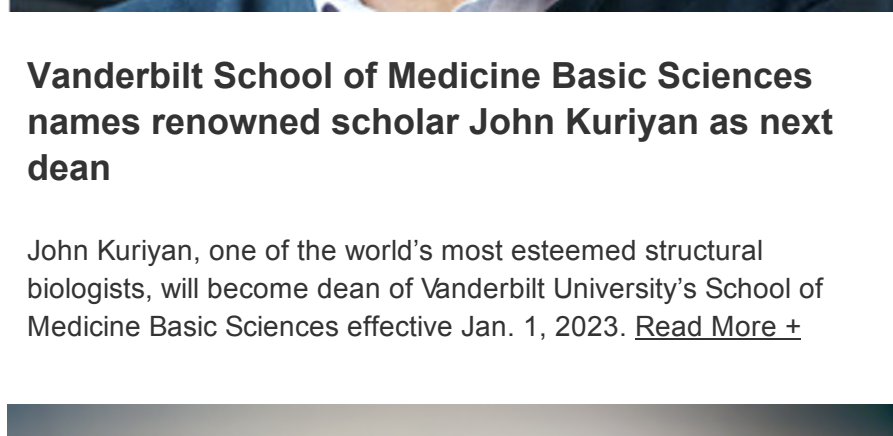 Vanderbilt School of Medicine Basic Sciences
names renowned scholar John Kuriyan as next
dean
John Kuriyan, one of the world’s most esteemed structural
biologists, will become dean of Vanderbilt University’s School of
Medicine Basic Sciences effective Jan. 1, 2023. Read More +